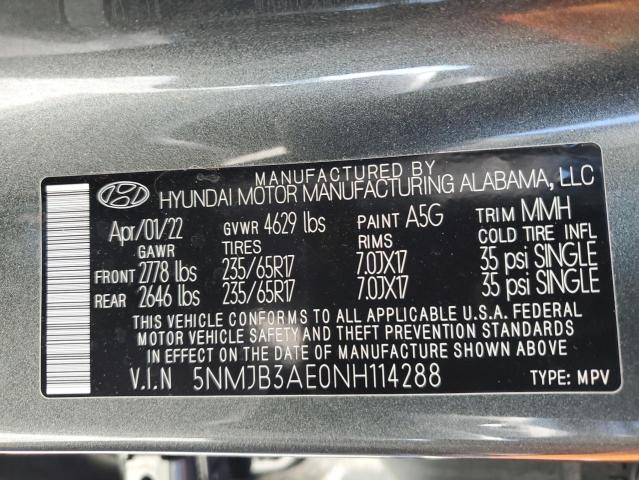 MANUFACTURED BY
HYUNDAI MOTOR MANUFACTURING ALABAMA, LLC
Apr/01/22 GVWR 4629 lbs PAINT A5G TRIM MMH
GAWR TIRES RIMS COLD TIRE INFL
FRONT 2778 lbs 235/65R17 7.0JX17 35 psi SINGLE
REAR 2646 lbs 235/65R17 7.0JX17 35 psi SINGLE
THIS VEHICLE CONFORMS TO ALL APPLICABLE U.S.A. FEDERAL
MOTOR VEHICLE SAFETY AND THEFT PREVENTION STANDARDS
IN EFFECT ON THE DATE OF MANUFACTURE SHOWN ABOVE
V.I.N 5NMJB3AE0NH114288 TYPE: MPV